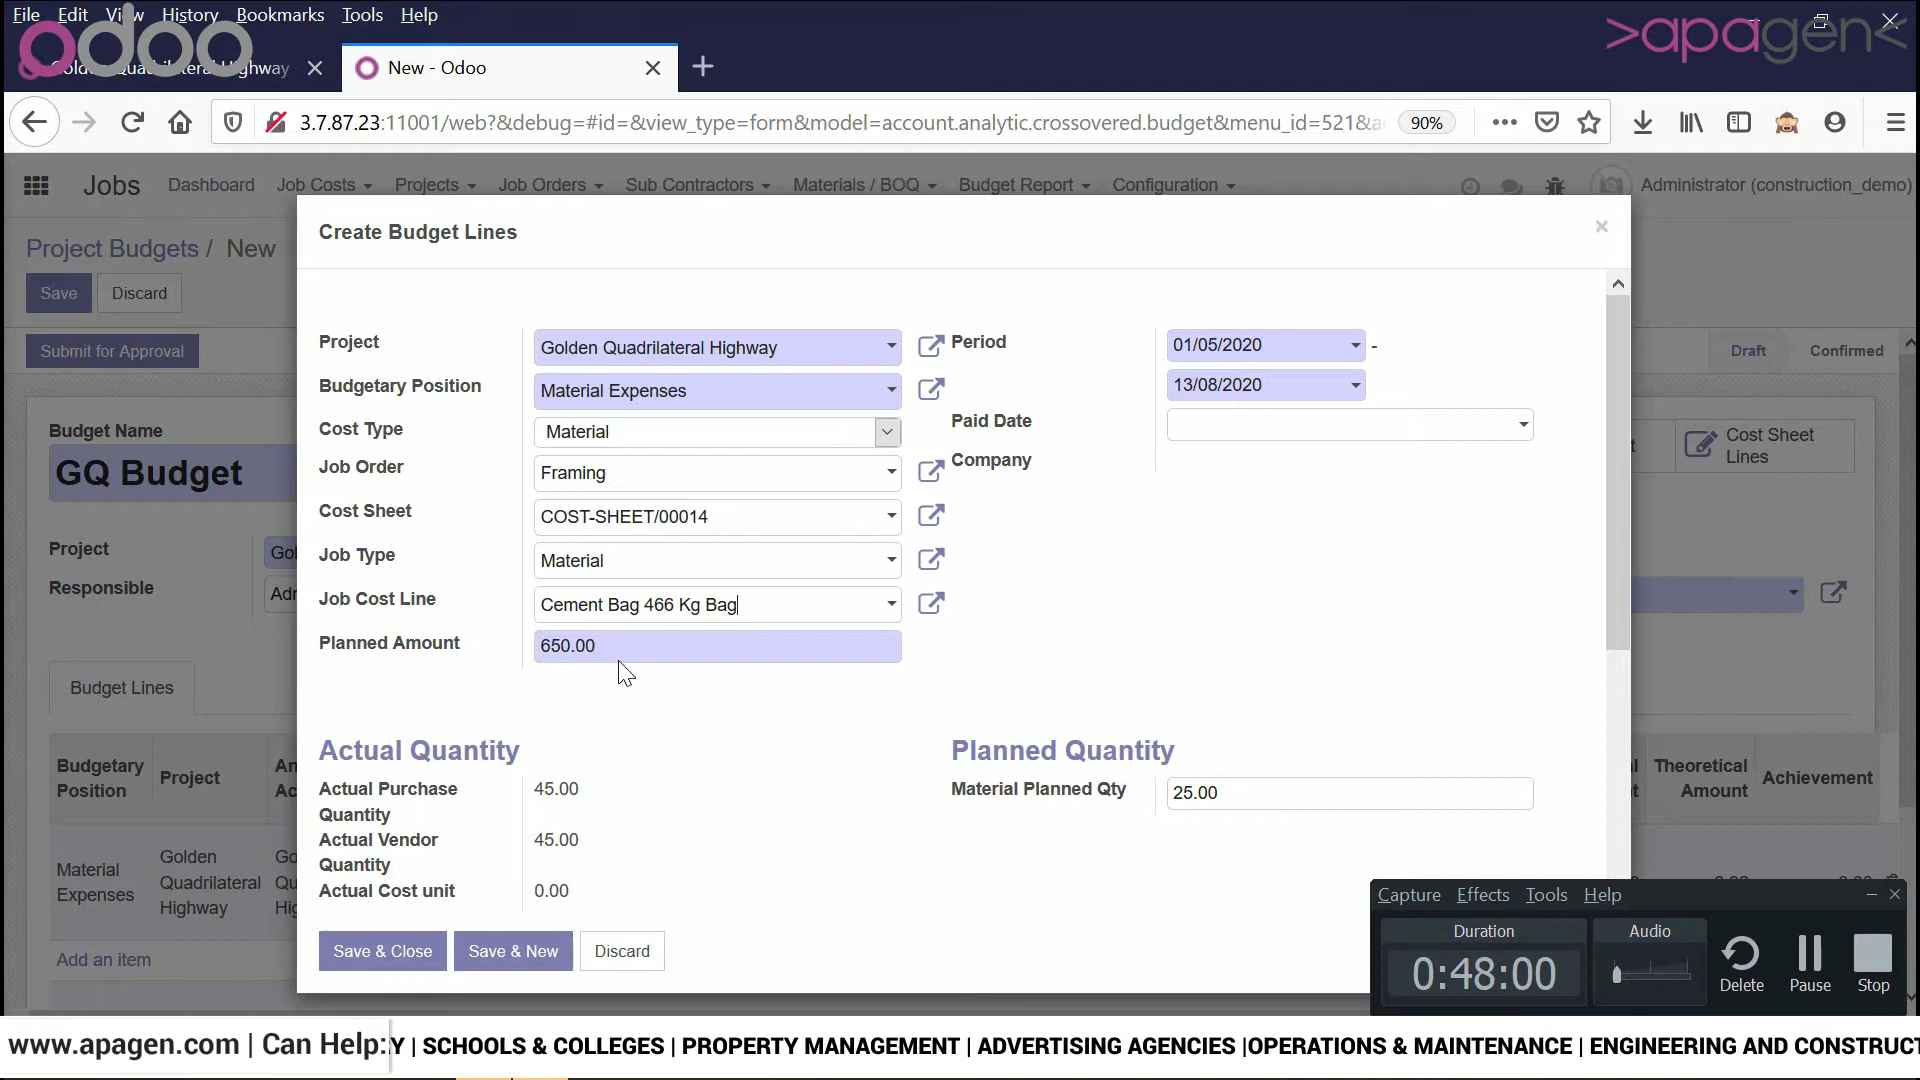 File Edit View History Bookmarks Tools Help
odoo
>apagen<
Golden Quadrilateral Highway
New - Odoo
3.7.87.23:11001/web?&debug=#id=&view_type=form&model=account.analytic.crossovered.budget&menu_id=521&a
90%
Jobs Dashboard Job Costs Projects Job Orders Sub Contractors Materials / BOQ Budget Report Configuration Administrator (construction_demo)
Project Budgets / New
Save Discard
Submit for Approval
Draft Confirmed
Budget Name
GQ Budget
Cost Sheet Lines
Project Gol
Responsible Adr
Budget Lines
Budgetary Position Project An Ac
Theoretical Amount Achievement
Material Expenses Golden Quadrilateral Highway
Add an item
Create Budget Lines
Project Golden Quadrilateral Highway
Budgetary Position Material Expenses
Cost Type Material
Job Order Framing
Cost Sheet COST-SHEET/00014
Job Type Material
Job Cost Line Cement Bag 466 Kg Bag
Planned Amount 650.00
Period 01/05/2020 -
13/08/2020
Paid Date
Company
Actual Quantity
Actual Purchase Quantity 45.00
Actual Vendor Quantity 45.00
Actual Cost unit 0.00
Planned Quantity
Material Planned Qty 25.00
Save & Close Save & New Discard
Capture Effects Tools Help
Duration
0:48:00
Audio
Delete Pause Stop
www.apagen.com | Can Help:
Y | SCHOOLS & COLLEGES | PROPERTY MANAGEMENT | ADVERTISING AGENCIES |OPERATIONS & MAINTENANCE | ENGINEERING AND CONSTRUCT